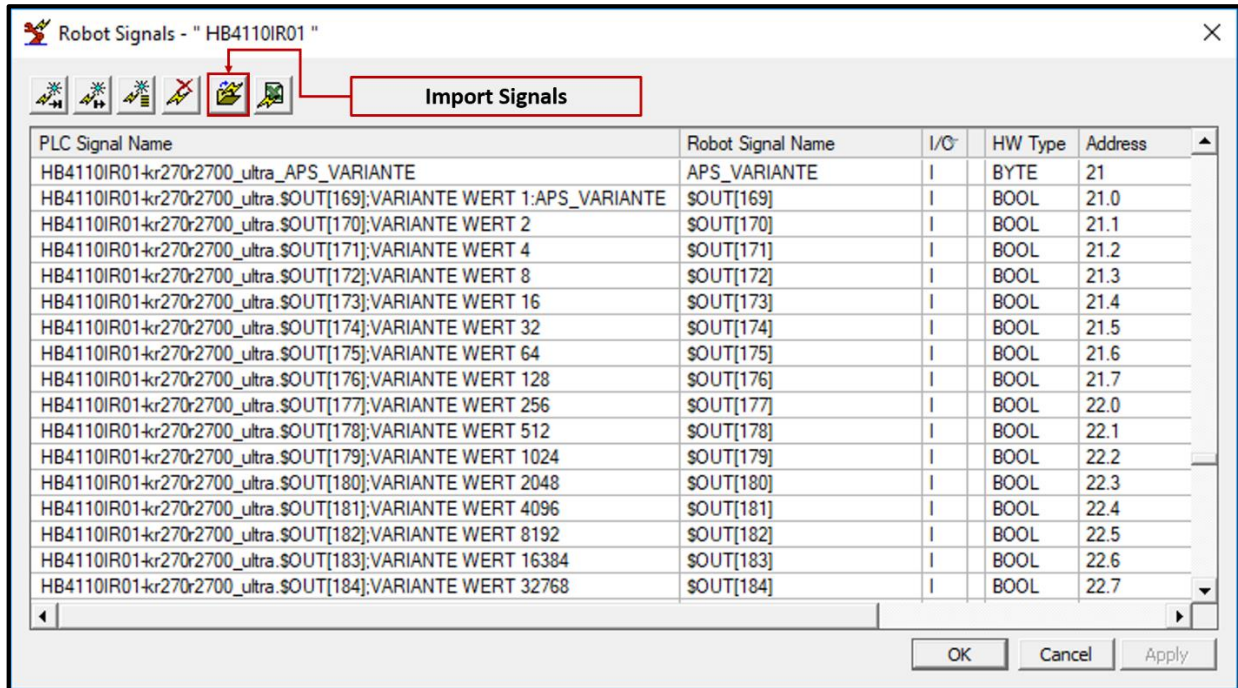 Robot Signals - " HB4110IR01 "
Import Signals
PLC Signal Name Robot Signal Name I/O HW Type Address
HB4110IR01-kr270r2700_ultra_APS_VARIANTE APS_VARIANTE I BYTE 21
HB4110IR01-kr270r2700_ultra.$OUT[169];VARIANTE WERT 1:APS_VARIANTE $OUT[169] I BOOL 21.0
HB4110IR01-kr270r2700_ultra.$OUT[170];VARIANTE WERT 2 $OUT[170] I BOOL 21.1
HB4110IR01-kr270r2700_ultra.$OUT[171];VARIANTE WERT 4 $OUT[171] I BOOL 21.2
HB4110IR01-kr270r2700_ultra.$OUT[172];VARIANTE WERT 8 $OUT[172] I BOOL 21.3
HB4110IR01-kr270r2700_ultra.$OUT[173];VARIANTE WERT 16 $OUT[173] I BOOL 21.4
HB4110IR01-kr270r2700_ultra.$OUT[174];VARIANTE WERT 32 $OUT[174] I BOOL 21.5
HB4110IR01-kr270r2700_ultra.$OUT[175];VARIANTE WERT 64 $OUT[175] I BOOL 21.6
HB4110IR01-kr270r2700_ultra.$OUT[176];VARIANTE WERT 128 $OUT[176] I BOOL 21.7
HB4110IR01-kr270r2700_ultra.$OUT[177];VARIANTE WERT 256 $OUT[177] I BOOL 22.0
HB4110IR01-kr270r2700_ultra.$OUT[178];VARIANTE WERT 512 $OUT[178] I BOOL 22.1
HB4110IR01-kr270r2700_ultra.$OUT[179];VARIANTE WERT 1024 $OUT[179] I BOOL 22.2
HB4110IR01-kr270r2700_ultra.$OUT[180];VARIANTE WERT 2048 $OUT[180] I BOOL 22.3
HB4110IR01-kr270r2700_ultra.$OUT[181];VARIANTE WERT 4096 $OUT[181] I BOOL 22.4
HB4110IR01-kr270r2700_ultra.$OUT[182];VARIANTE WERT 8192 $OUT[182] I BOOL 22.5
HB4110IR01-kr270r2700_ultra.$OUT[183];VARIANTE WERT 16384 $OUT[183] I BOOL 22.6
HB4110IR01-kr270r2700_ultra.$OUT[184];VARIANTE WERT 32768 $OUT[184] I BOOL 22.7
OK Cancel Apply